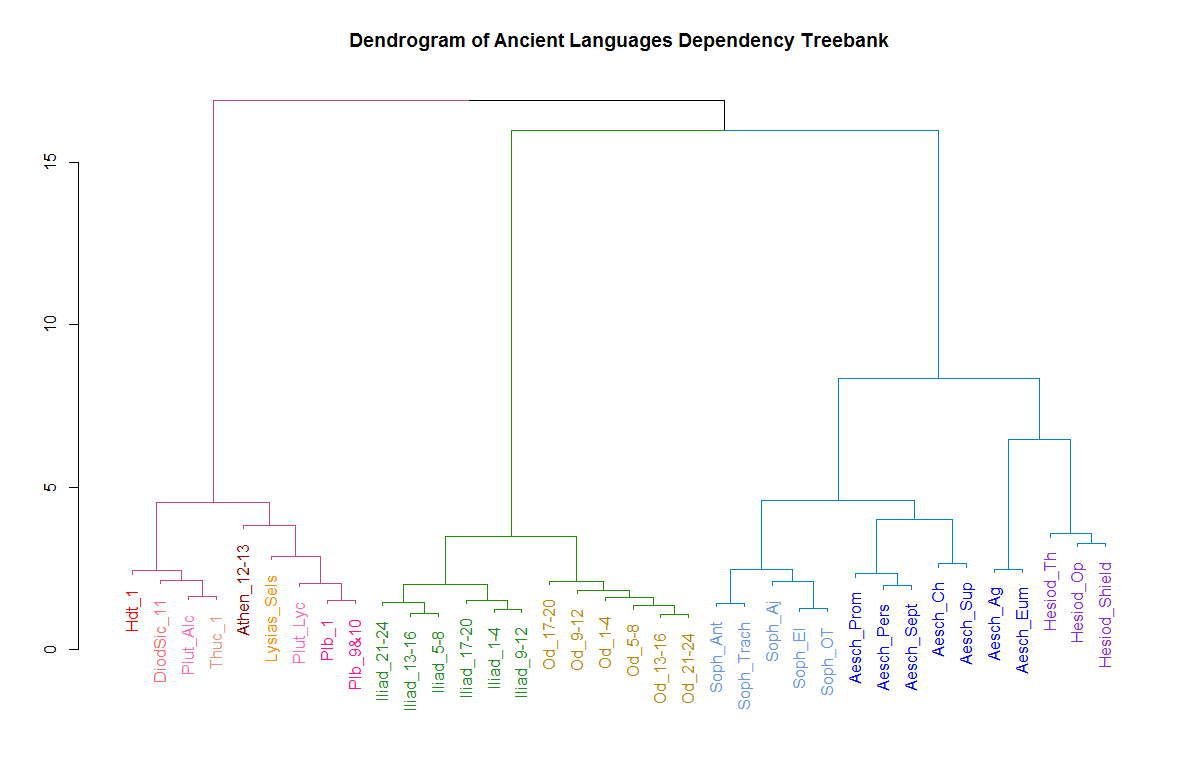 Dendrogram of Ancient Languages Dependency Treebank
15
10
5
0
Hdt_1
DiodSic_11
Plut_Alc
Thuc_1
Athen_12-13
Lysias_Sels
Plut_Lyc
Plb_1
Plb_9&10
Iliad_21-24
Iliad_13-16
Iliad_5-8
Iliad_17-20
Iliad_1-4
Iliad_9-12
Od_17-20
Od_9-12
Od_1-4
Od_5-8
Od_13-16
Od_21-24
Soph_Ant
Soph_Trach
Soph_Aj
Soph_El
Soph_OT
Aesch_Prom
Aesch_Pers
Aesch_Sept
Aesch_Ch
Aesch_Sup
Aesch_Ag
Aesch_Eum
Hesiod_Th
Hesiod_Op
Hesiod_Shield